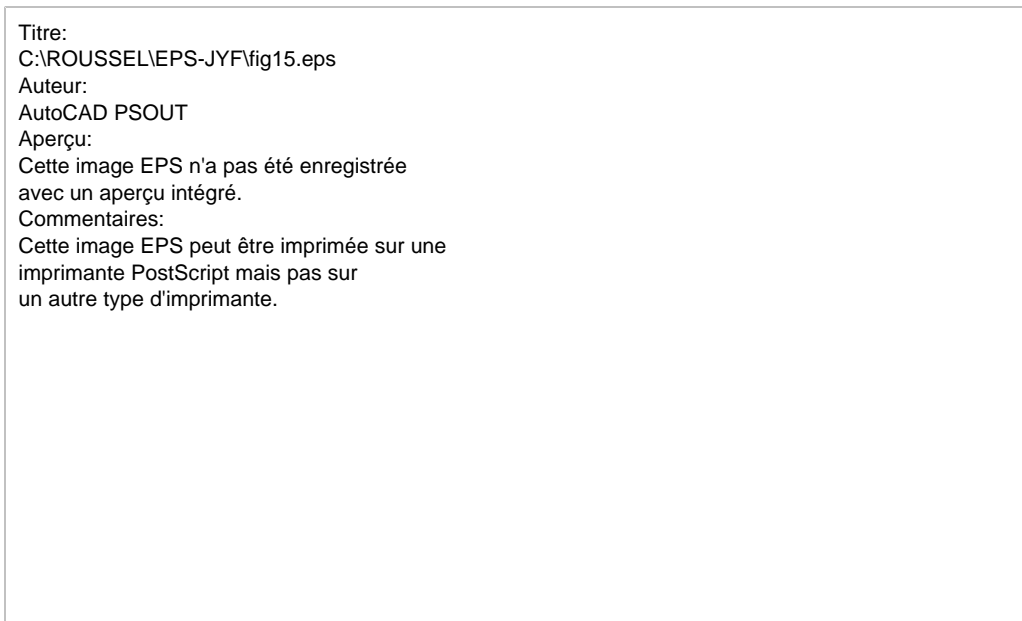 Titre:
C:\ROUSSEL\EPS-JYF\fig15.eps
Auteur:
AutoCAD PSOUT
Aperçu:
Cette image EPS n'a pas été enregistrée
avec un aperçu intégré.
Commentaires:
Cette image EPS peut être imprimée sur une
imprimante PostScript mais pas sur
un autre type d'imprimante.